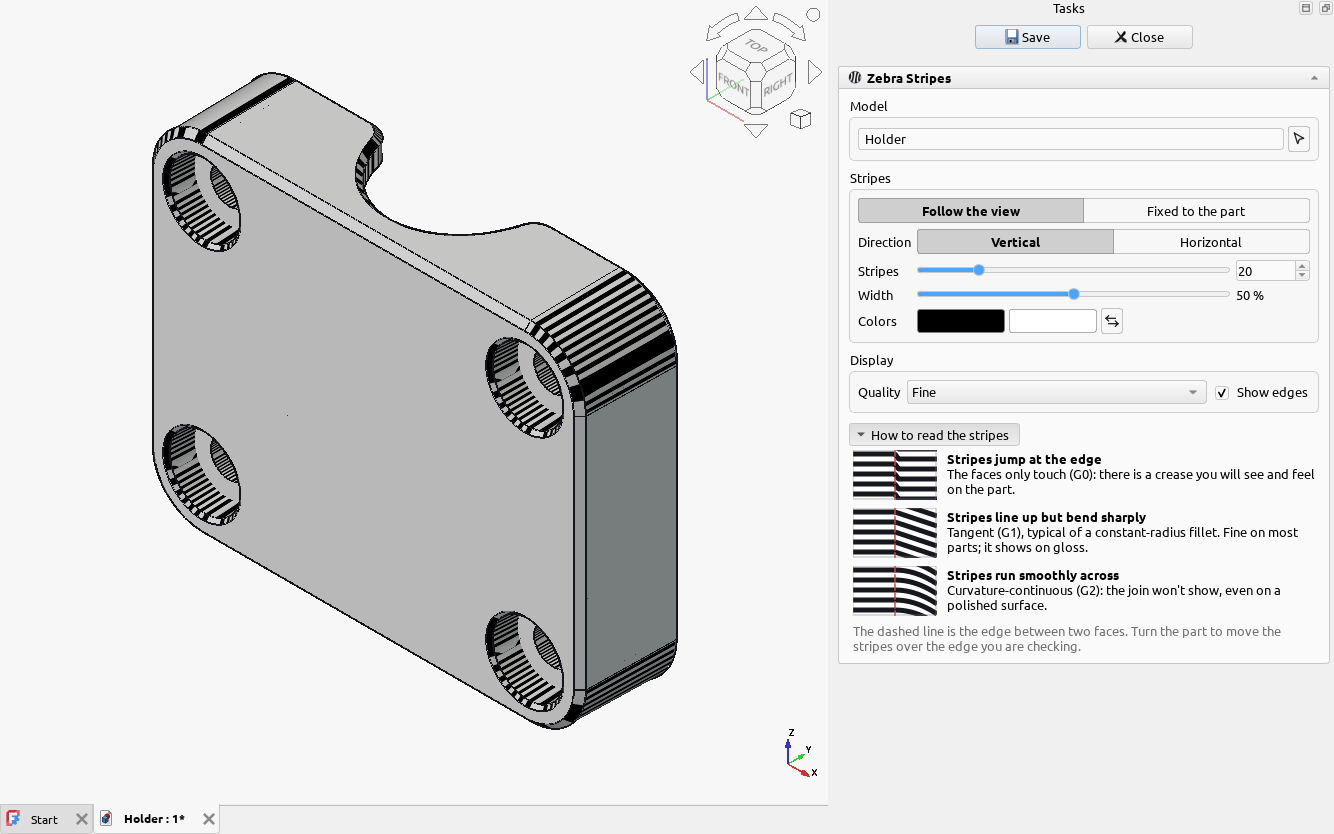 Tasks
Save
Close
Zebra Stripes
Model
Holder
Stripes
Follow the view
Fixed to the part
Direction
Vertical
Horizontal
Stripes
20
Width
50 %
Colors
Display
Quality
Fine
Show edges
How to read the stripes
Stripes jump at the edge
The faces only touch (G0): there is a crease you will see and feel
on the part.
Stripes line up but bend sharply
Tangent (G1), typical of a constant-radius fillet. Fine on most
parts; it shows on gloss.
Stripes run smoothly across
Curvature-continuous (G2): the join won't show, even on a
polished surface.
The dashed line is the edge between two faces. Turn the part to move the
stripes over the edge you are checking.
TOP
FRONT
RIGHT
Z
Y
X
Start
Holder : 1*